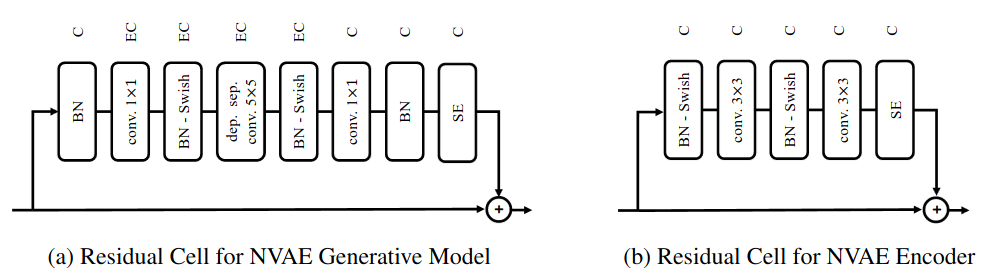 C
EC
EC
EC
EC
C
C
C
BN
conv. 1×1
BN - Swish
dep. sep.
conv. 5×5
BN - Swish
conv. 1×1
BN
SE
+
(a) Residual Cell for NVAE Generative Model
C
C
C
C
C
BN - Swish
conv. 3×3
BN - Swish
conv. 3×3
SE
+
(b) Residual Cell for NVAE Encoder